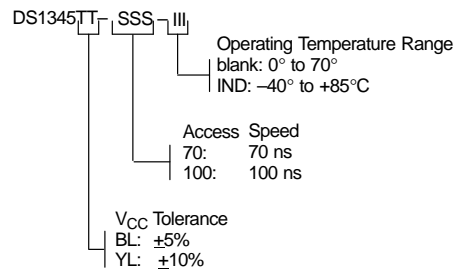 DS1345TT– SSS – III
Operating Temperature Range
blank: 0° to 70°
IND: –40° to +85°C
Access Speed
70: 70 ns
100: 100 ns
VCC Tolerance
BL: ±5%
YL: ±10%